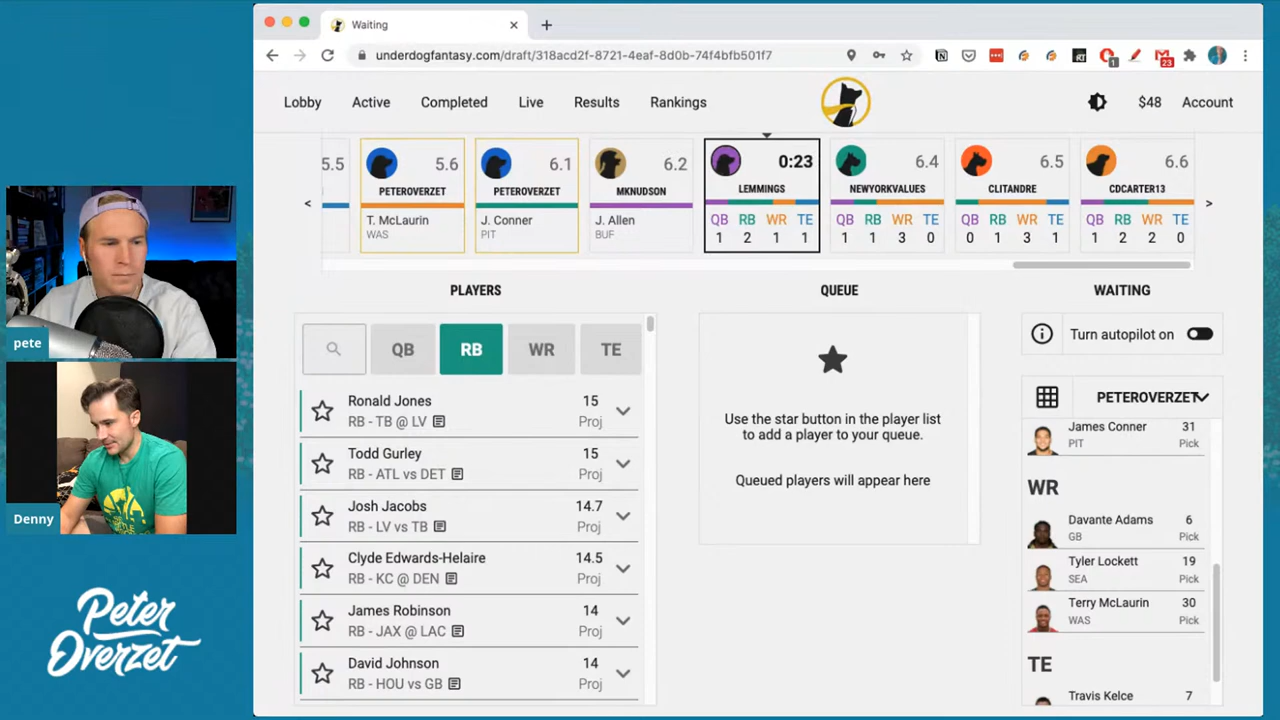 Waiting
underdogfantasy.com/draft/318acd2f-8721-4eaf-8d0b-74f4bfb501f7
1
23
Lobby
Active
Completed
Live
Results
Rankings
$48
Account
5.5
5.6
PETEROVERZET
T. McLaurin
WAS
6.1
PETEROVERZET
J. Conner
PIT
6.2
MKNUDSON
J. Allen
BUF
0:23
LEMMINGS
QB RB WR TE
1 2 1 1
6.4
NEWYORKVALUES
QB RB WR TE
1 1 3 0
6.5
CLITANDRE
QB RB WR TE
0 1 3 1
6.6
CDCARTER13
QB RB WR TE
1 2 2 0
<
>
PLAYERS
QB
RB
WR
TE
Ronald Jones 15
RB - TB @ LV Proj
Todd Gurley 15
RB - ATL vs DET Proj
Josh Jacobs 14.7
RB - LV vs TB Proj
Clyde Edwards-Helaire 14.5
RB - KC @ DEN Proj
James Robinson 14
RB - JAX @ LAC Proj
David Johnson 14
RB - HOU vs GB Proj
QUEUE
Use the star button in the player list
to add a player to your queue.
Queued players will appear here
WAITING
Turn autopilot on
PETEROVERZET
James Conner 31
PIT Pick
WR
Davante Adams 6
GB Pick
Tyler Lockett 19
SEA Pick
Terry McLaurin 30
WAS Pick
TE
Travis Kelce 7
pete
Denny
Peter
Overzet